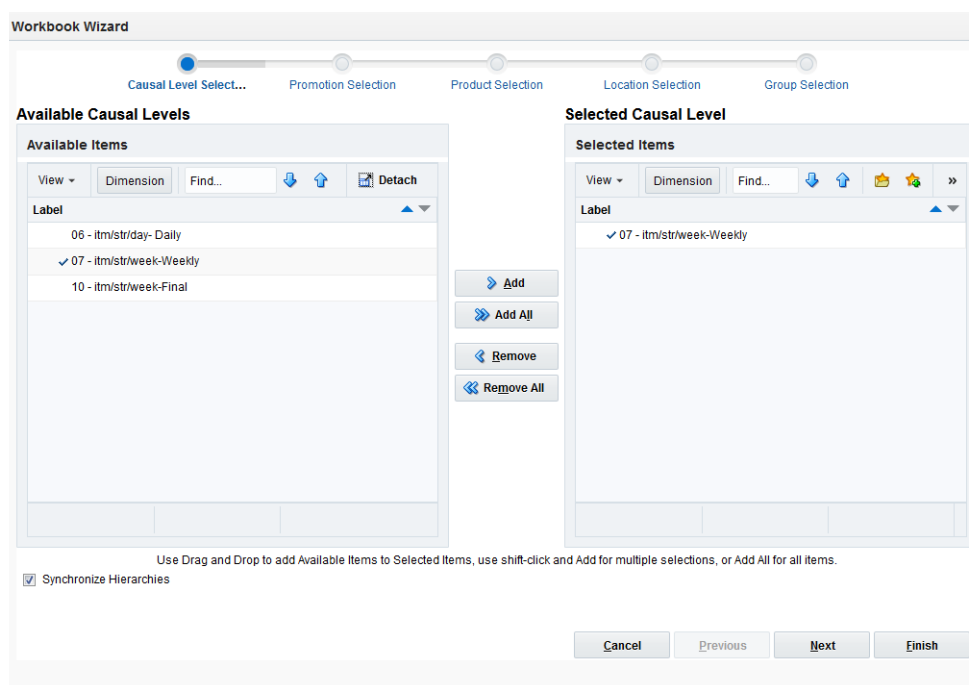 Workbook Wizard
Causal Level Select... Promotion Selection Product Selection Location Selection Group Selection
Available Causal Levels
Available Items
View Dimension Find... Detach
Label
06 - itm/str/day- Daily
07 - itm/str/week-Weekly
10 - itm/str/week-Final
Add
Add All
Remove
Remove All
Selected Causal Level
Selected Items
View Dimension Find... »
Label
07 - itm/str/week-Weekly
Use Drag and Drop to add Available Items to Selected Items, use shift-click and Add for multiple selections, or Add All for all items.
Synchronize Hierarchies
Cancel Previous Next Finish